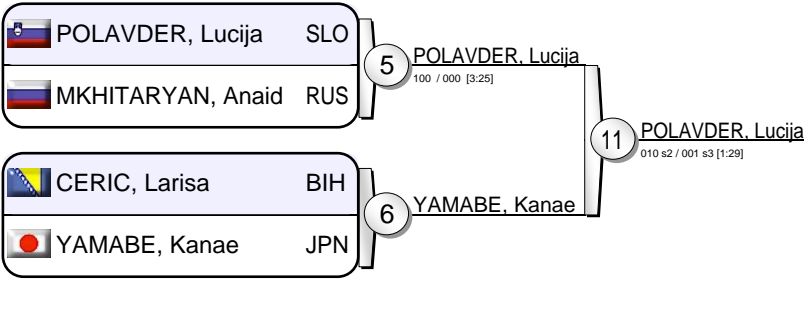 POLAVDER, Lucija SLO
MKHITARYAN, Anaid RUS
5
POLAVDER, Lucija
100 / 000 [3:25]
CERIC, Larisa BIH
YAMABE, Kanae JPN
6
YAMABE, Kanae
11
POLAVDER, Lucija
010 s2 / 001 s3 [1:29]